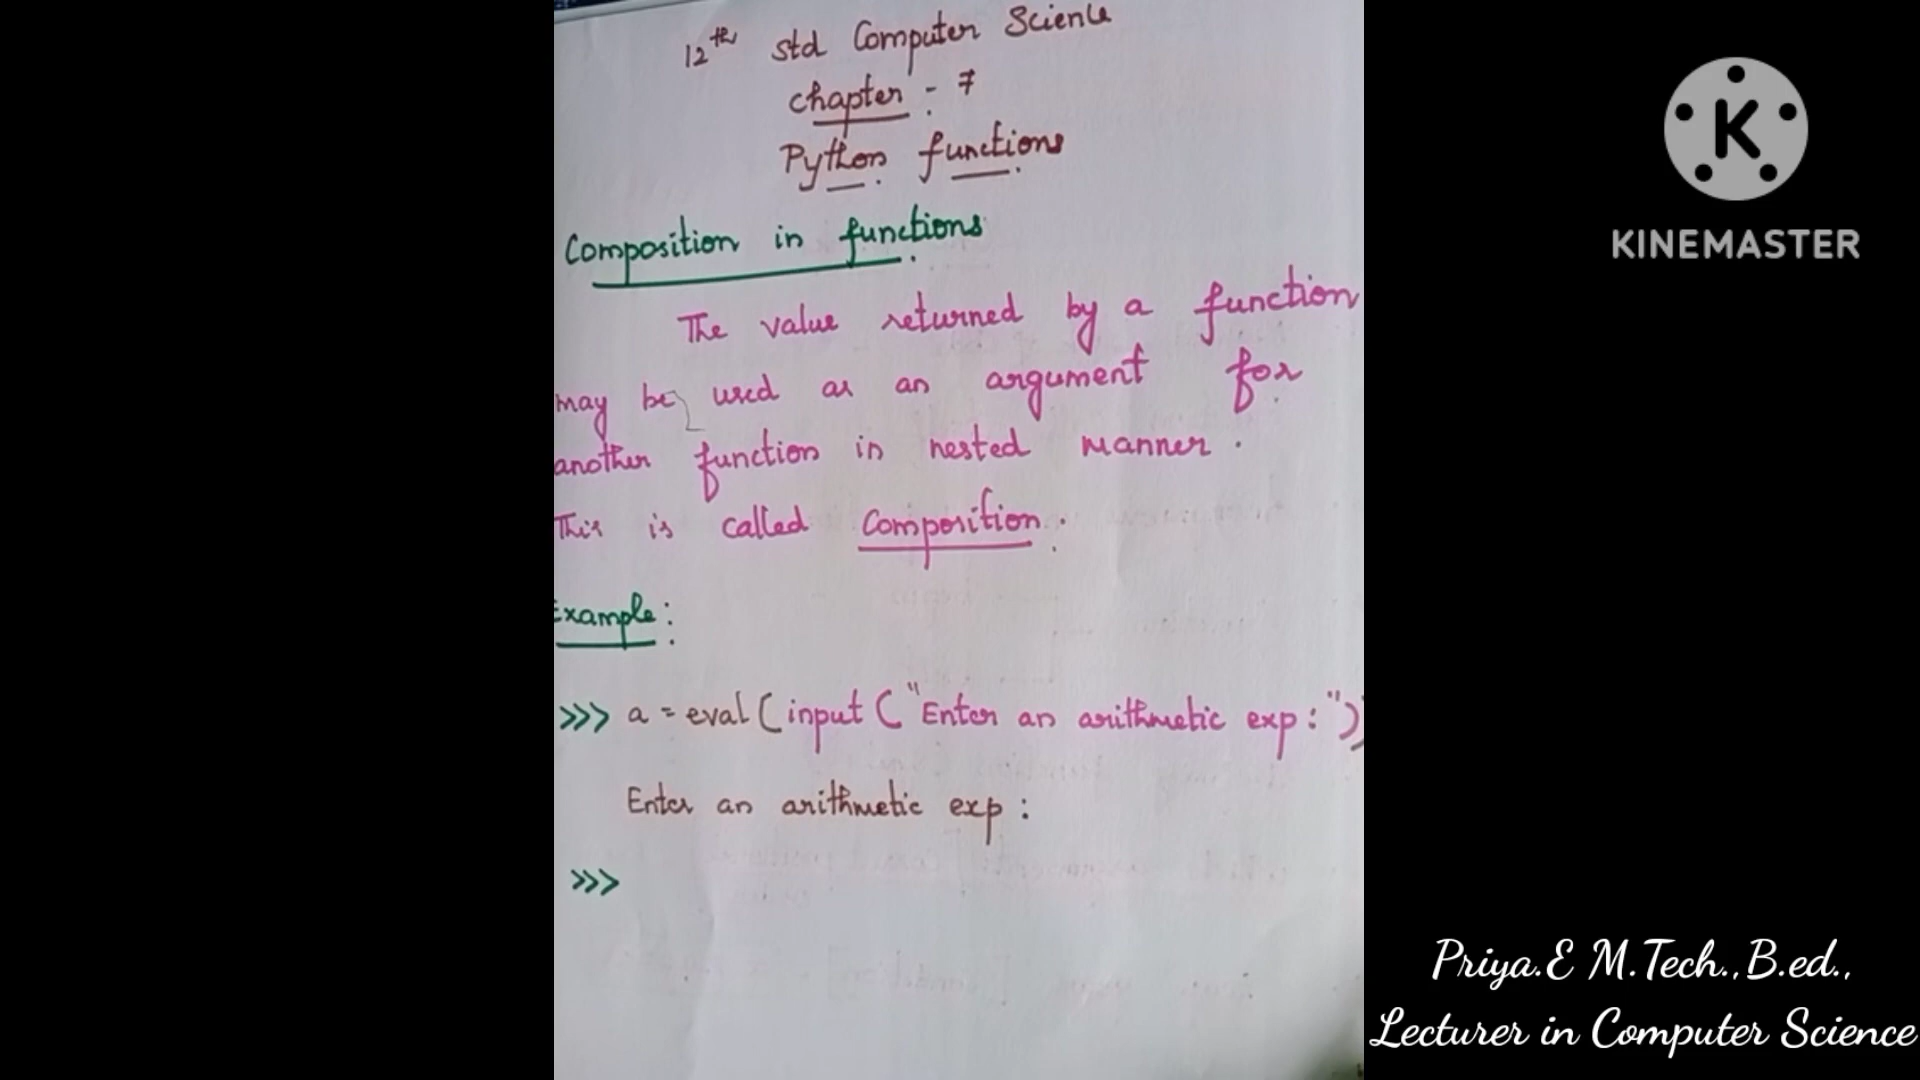 12th std Computer Science
chapter - 7
Python functions
Composition in functions
The value returned by a function
may be used as an argument for
another function in nested manner.
This is called Composition.
Example:
>>> a = eval(input("Enter an arithmetic exp:"))
Enter an arithmetic exp:
>>>
K
KINEMASTER
Priya.E M.Tech.,B.ed.,
Lecturer in Computer Science